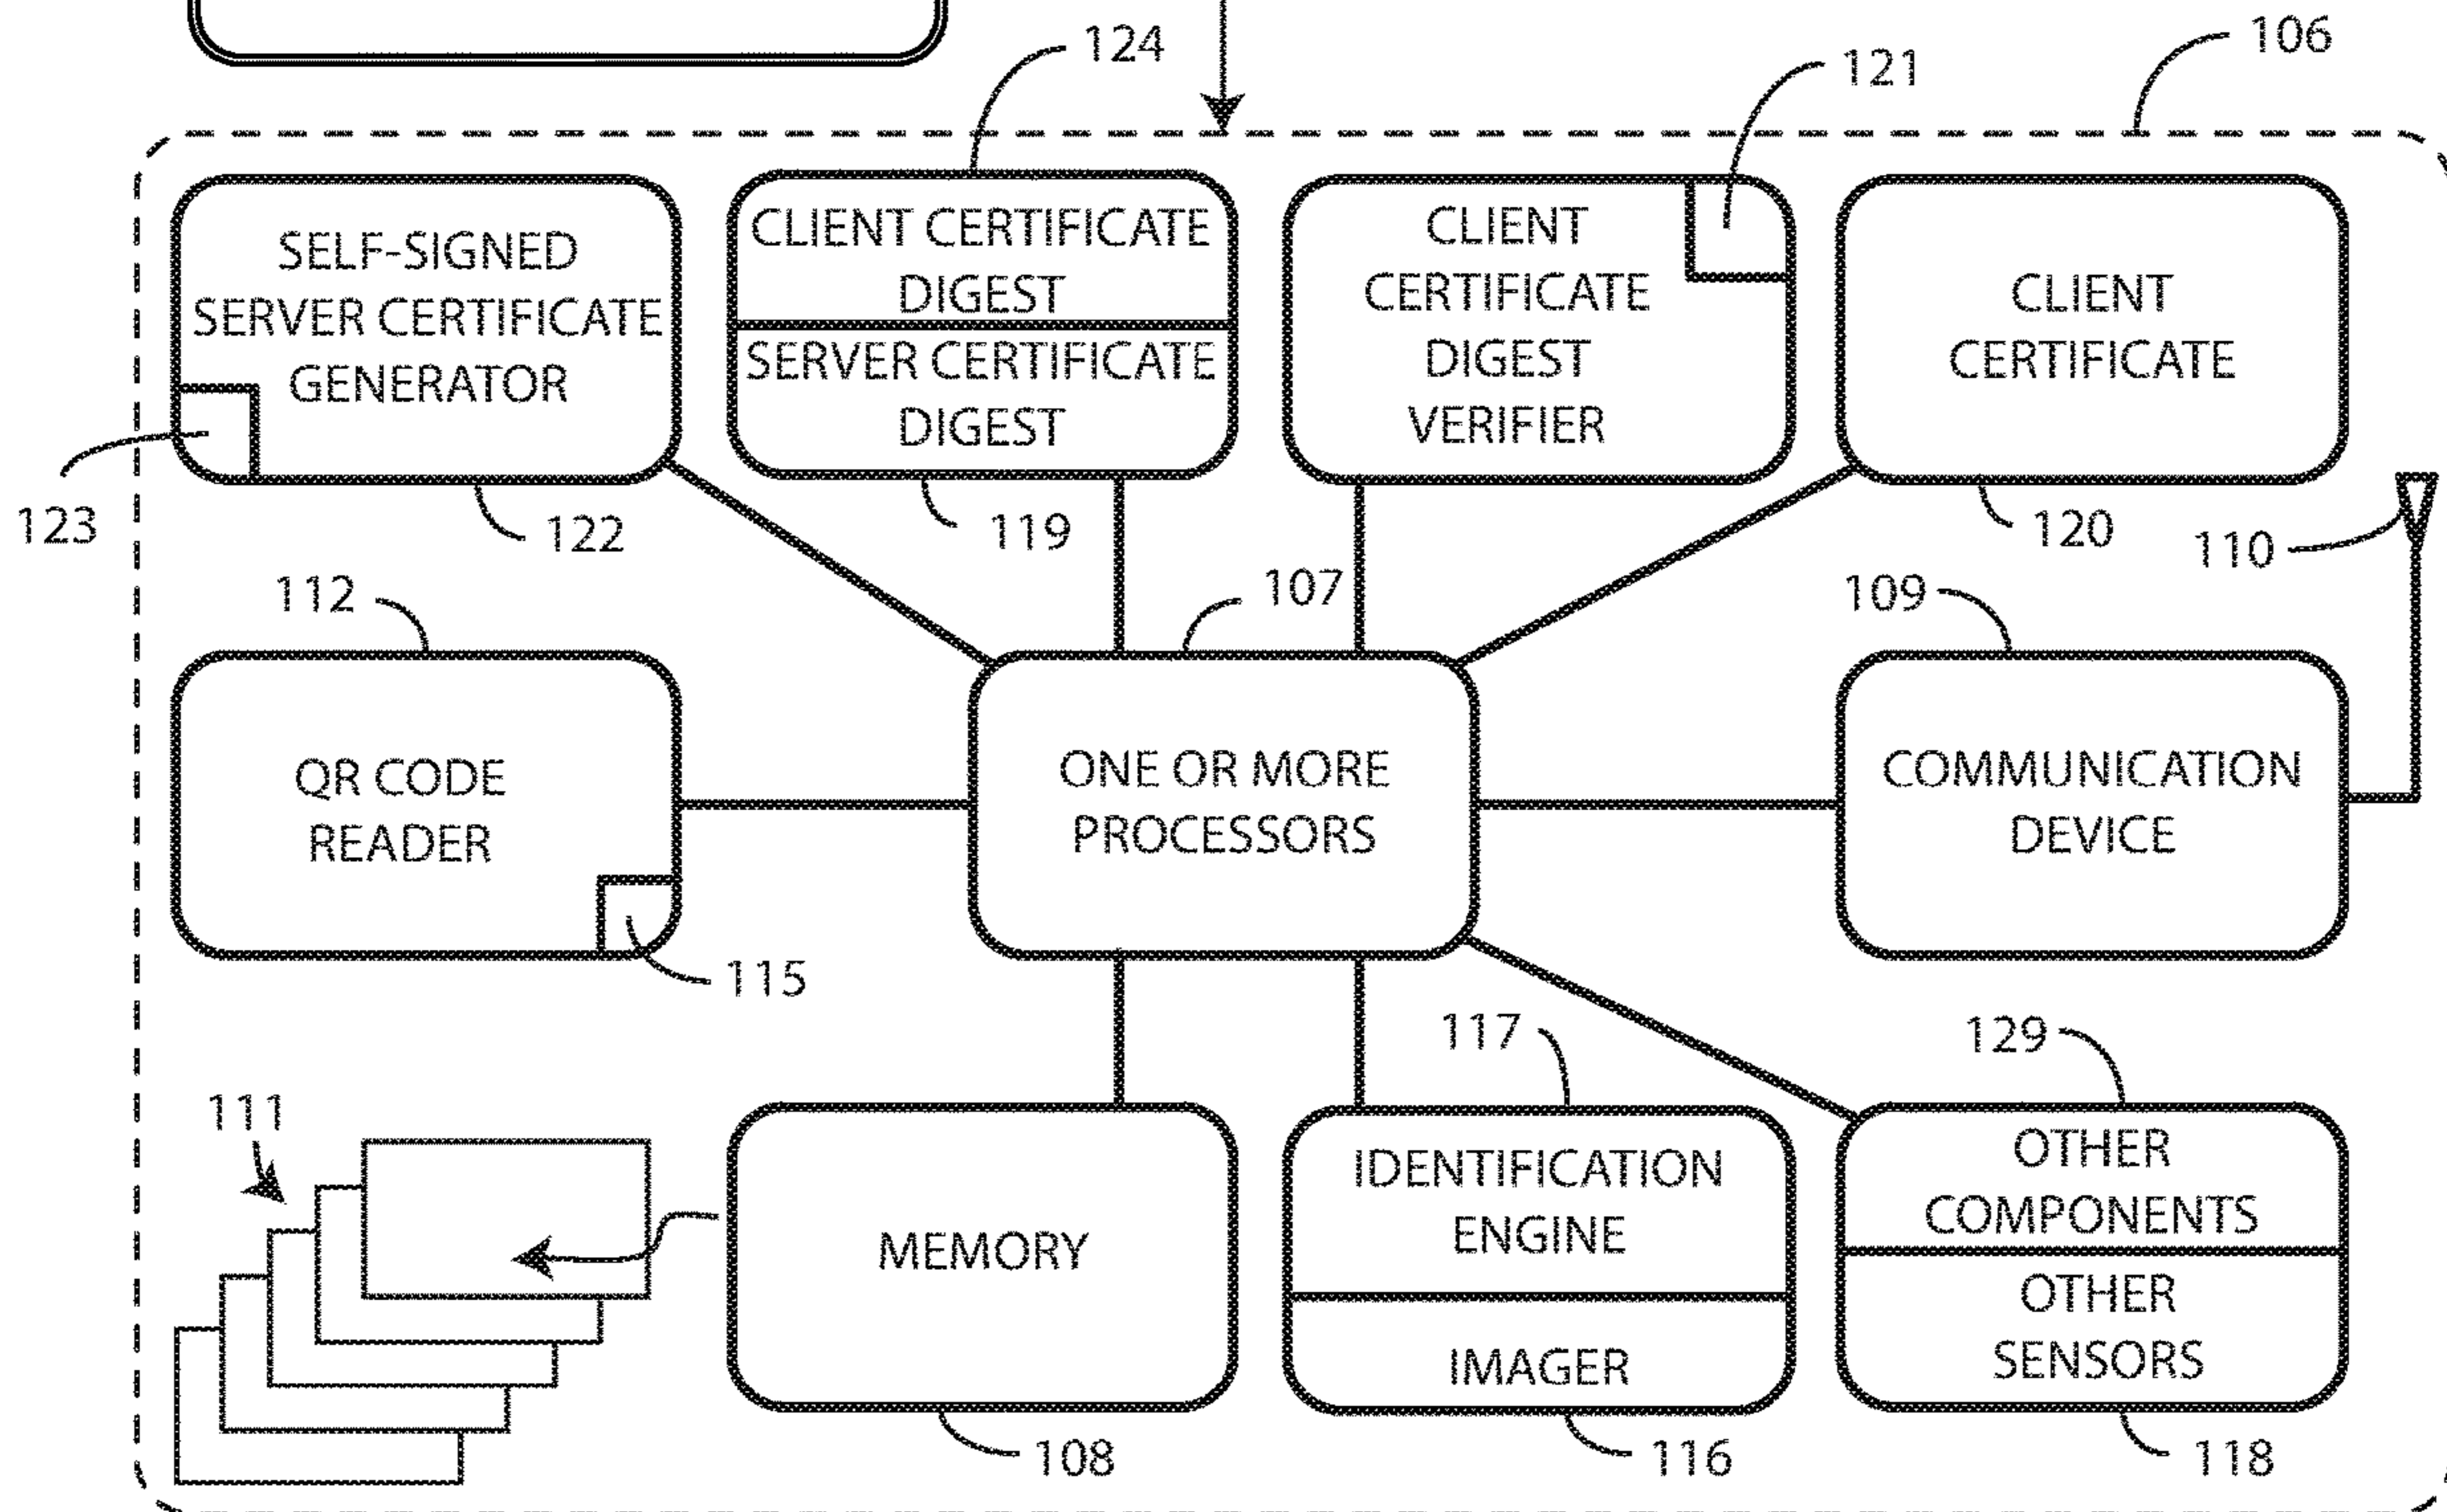 124
121
106
SELF-SIGNED
SERVER CERTIFICATE
GENERATOR
CLIENT CERTIFICATE
DIGEST
SERVER CERTIFICATE
DIGEST
CLIENT
CERTIFICATE
DIGEST
VERIFIER
CLIENT
CERTIFICATE
123
122
119
120
110
112
107
109
QR CODE
READER
ONE OR MORE
PROCESSORS
COMMUNICATION
DEVICE
115
117
129
111
MEMORY
IDENTIFICATION
ENGINE
IMAGER
OTHER
COMPONENTS
OTHER
SENSORS
108
116
118